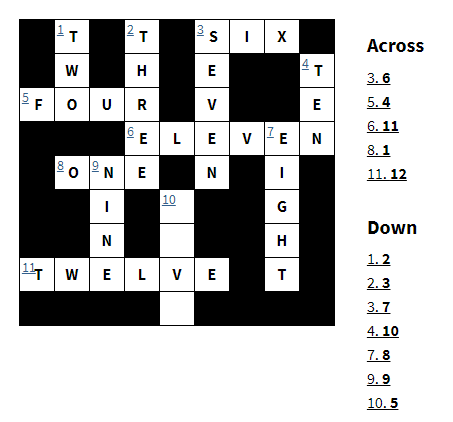 1 T 2 T 3 S I X
W H E 4 T
5 F O U R V E
6 E L E V 7 E N
8 O 9 N E N I
I 10 G
N H
11 T W E L V E T
Across
3. 6
5. 4
6. 11
8. 1
11. 12
Down
1. 2
2. 3
3. 7
4. 10
7. 8
9. 9
10. 5